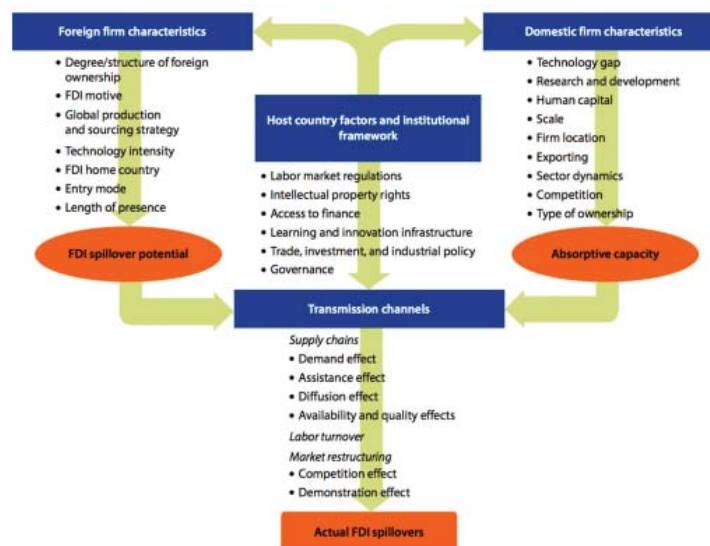 Foreign firm characteristics
• Degree/structure of foreign
ownership
• FDI motive
• Global production
and sourcing strategy
• Technology intensity
• FDI home country
• Entry mode
• Length of presence
FDI spillover potential
Host country factors and institutional
framework
• Labor market regulations
• Intellectual property rights
• Access to finance
• Learning and innovation infrastructure
• Trade, investment, and industrial policy
• Governance
Domestic firm characteristics
• Technology gap
• Research and development
• Human capital
• Scale
• Firm location
• Exporting
• Sector dynamics
• Competition
• Type of ownership
Absorptive capacity
Transmission channels
Supply chains
• Demand effect
• Assistance effect
• Diffusion effect
• Availability and quality effects
Labor turnover
Market restructuring
• Competition effect
• Demonstration effect
Actual FDI spillovers